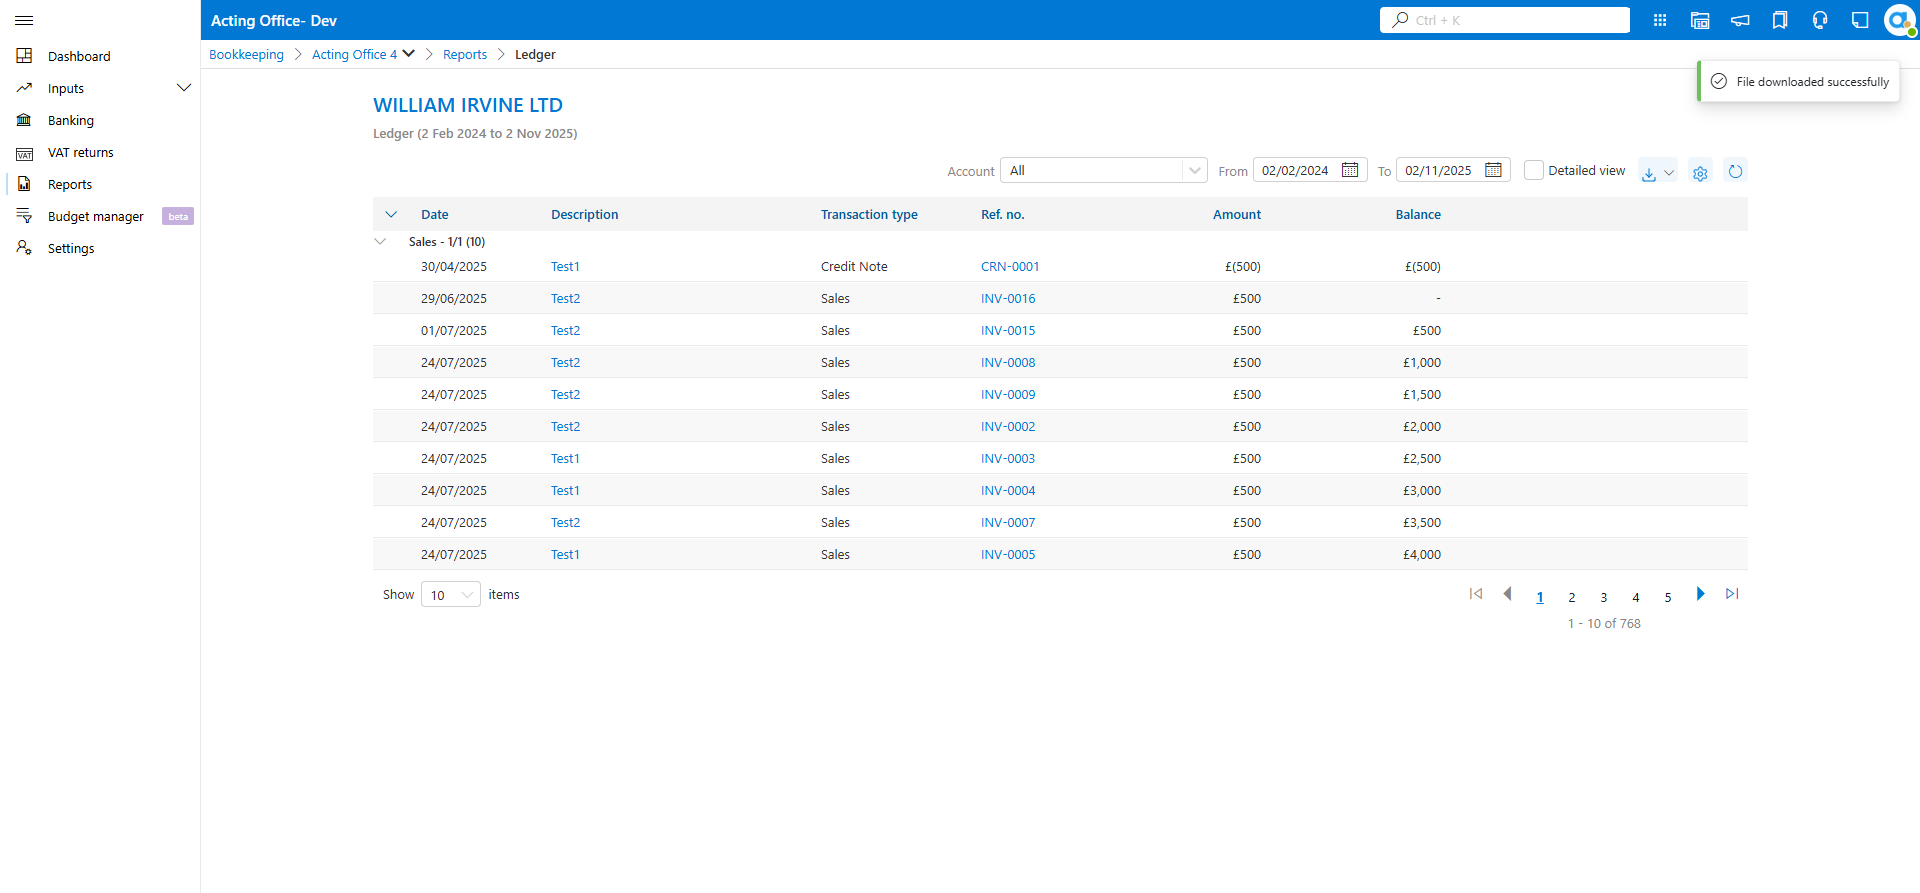 Acting Office- Dev
Ctrl + K
Dashboard
Inputs
Banking
VAT returns
Reports
Budget manager beta
Settings
Bookkeeping Acting Office 4 Reports Ledger
File downloaded successfully
WILLIAM IRVINE LTD
Ledger (2 Feb 2024 to 2 Nov 2025)
Account All From 02/02/2024 To 02/11/2025 Detailed view
Date Description Transaction type Ref. no. Amount Balance
Sales - 1/1 (10)
30/04/2025 Test1 Credit Note CRN-0001 £(500) £(500)
29/06/2025 Test2 Sales INV-0016 £500 -
01/07/2025 Test2 Sales INV-0015 £500 £500
24/07/2025 Test2 Sales INV-0008 £500 £1,000
24/07/2025 Test2 Sales INV-0009 £500 £1,500
24/07/2025 Test2 Sales INV-0002 £500 £2,000
24/07/2025 Test1 Sales INV-0003 £500 £2,500
24/07/2025 Test1 Sales INV-0004 £500 £3,000
24/07/2025 Test2 Sales INV-0007 £500 £3,500
24/07/2025 Test1 Sales INV-0005 £500 £4,000
Show 10 items
1 2 3 4 5
1 - 10 of 768